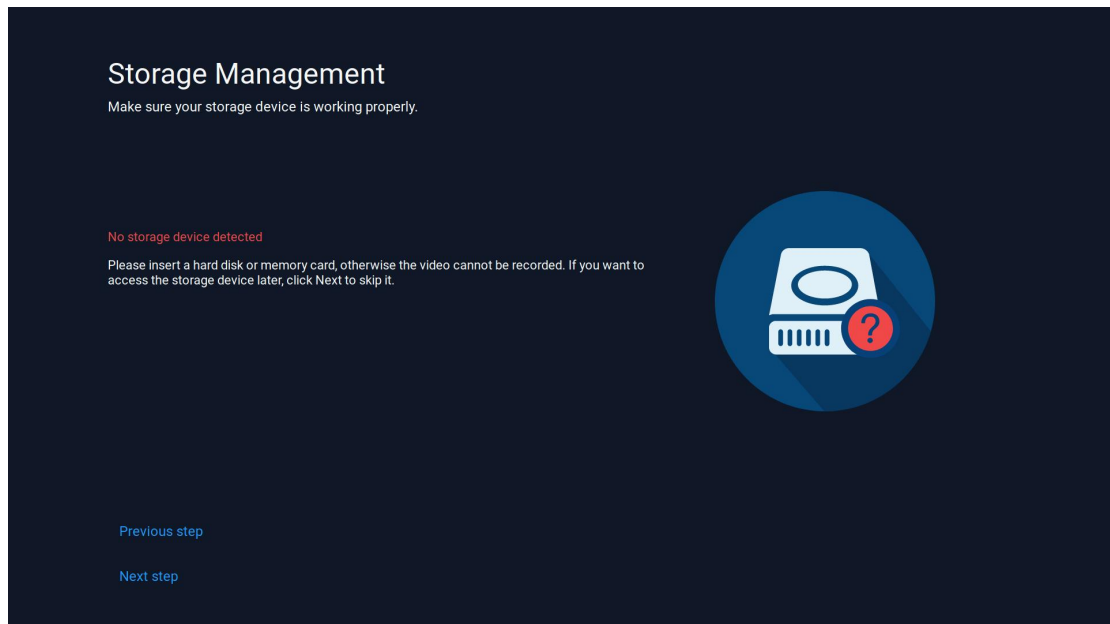 Storage Management
Make sure your storage device is working properly.
No storage device detected
Please insert a hard disk or memory card, otherwise the video cannot be recorded. If you want to
access the storage device later, click Next to skip it.
?
Previous step
Next step